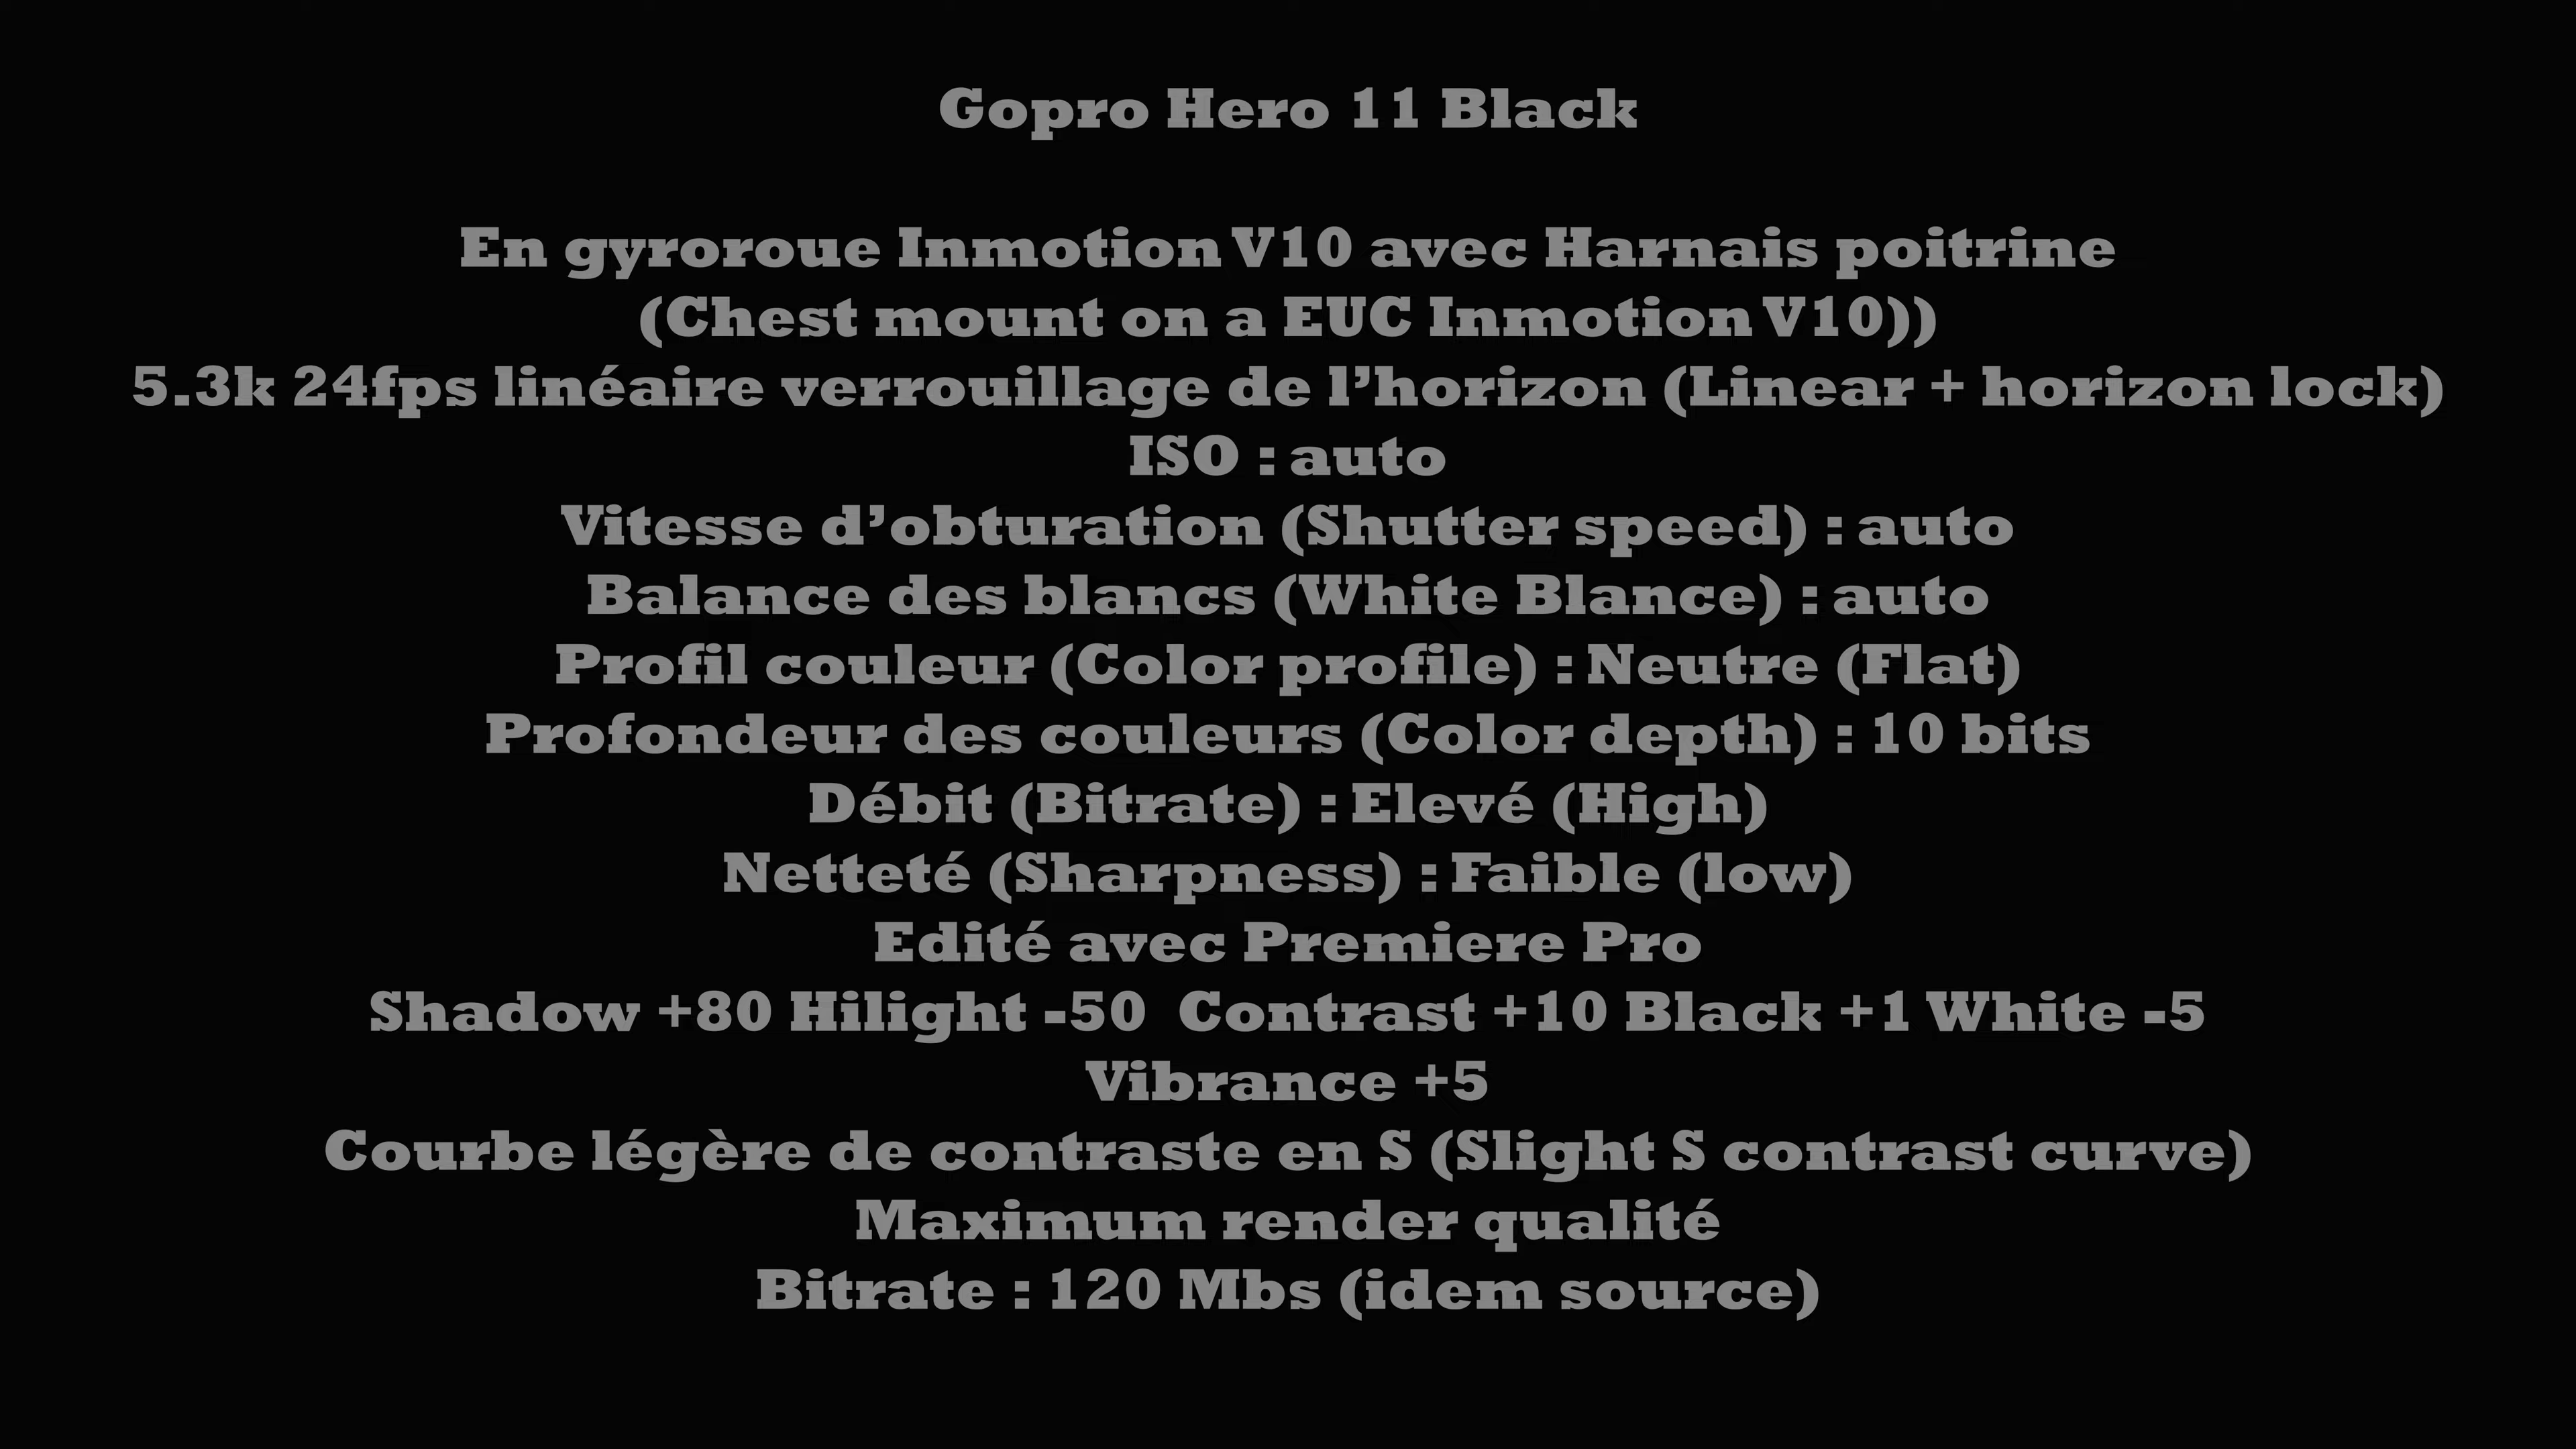 Gopro Hero 11 Black
En gyroroue Inmotion V10 avec Harnais poitrine
(Chest mount on a EUC Inmotion V10))
5.3k 24fps linéaire verrouillage de l’horizon (Linear + horizon lock)
ISO : auto
Vitesse d’obturation (Shutter speed) : auto
Balance des blancs (White Blance) : auto
Profil couleur (Color profile) : Neutre (Flat)
Profondeur des couleurs (Color depth) : 10 bits
Débit (Bitrate) : Elevé (High)
Netteté (Sharpness) : Faible (low)
Edité avec Premiere Pro
Shadow +80 Hilight -50  Contrast +10 Black +1 White -5
Vibrance +5
Courbe légère de contraste en S (Slight S contrast curve)
Maximum render qualité
Bitrate : 120 Mbs (idem source)